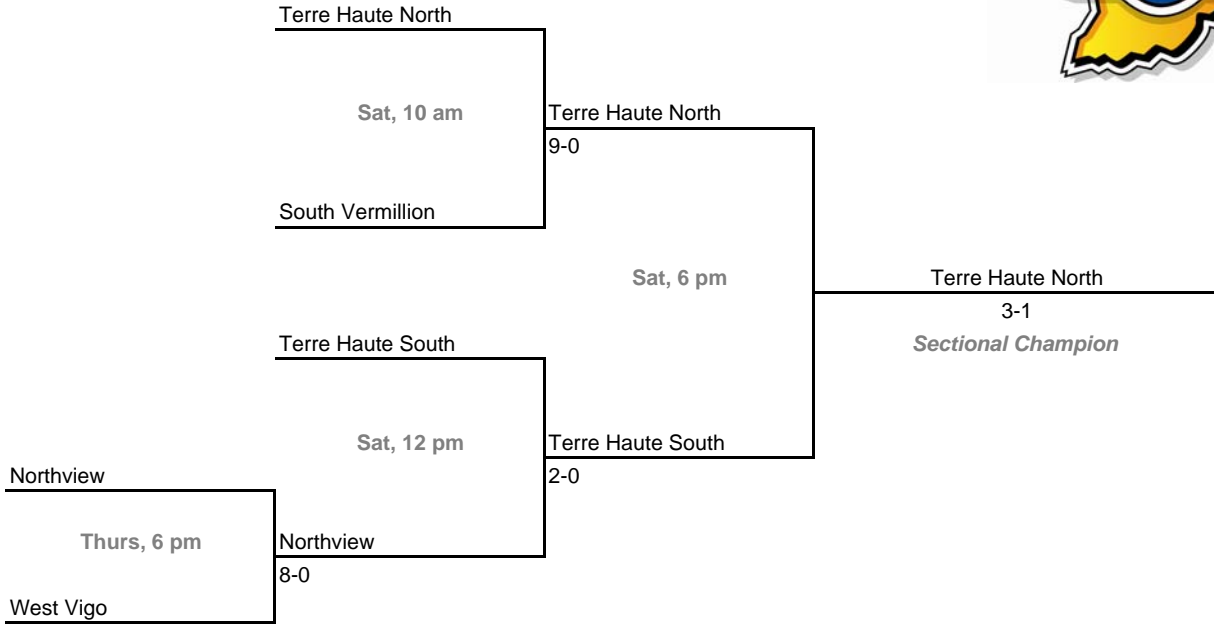 Terre Haute North
Sat, 10 am
Terre Haute North
9-0
South Vermillion
Sat, 6 pm
Terre Haute North
3-1
Sectional Champion
Terre Haute South
Sat, 12 pm
Terre Haute South
2-0
Northview
Thurs, 6 pm
Northview
8-0
West Vigo